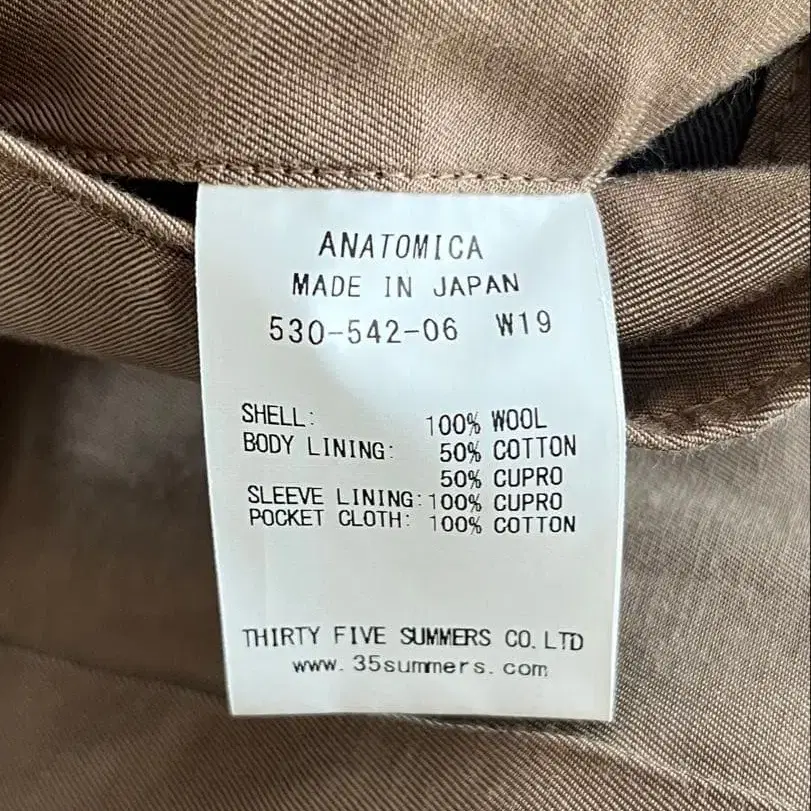 ANATOMICA
MADE IN JAPAN
530-542-06 W19
SHELL: 100% WOOL
BODY LINING: 50% COTTON
50% CUPRO
SLEEVE LINING: 100% CUPRO
POCKET CLOTH: 100% COTTON
THIRTY FIVE SUMMERS CO. LTD
www.35summers.com